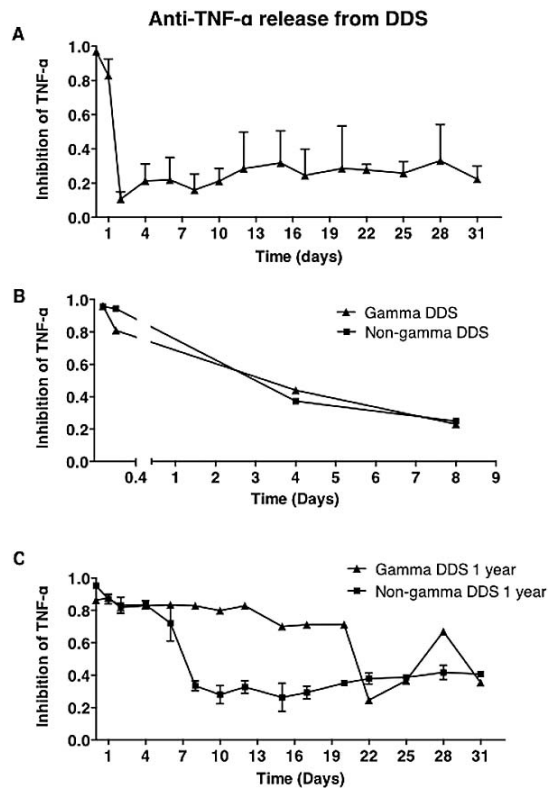 Anti-TNF-α release from DDS
A
Inhibition of TNF-α
1.0
0.8
0.6
0.4
0.2
0.0
1 4 7 10 13 16 19 22 25 28 31
Time (days)
B
Inhibition of TNF-α
1.0
0.8
0.6
0.4
0.2
0.0
Gamma DDS
Non-gamma DDS
0.4 1 2 3 4 5 6 7 8 9
Time (Days)
C
Inhibition of TNF-α
1.0
0.8
0.6
0.4
0.2
0.0
Gamma DDS 1 year
Non-gamma DDS 1 year
1 4 7 10 13 16 19 22 25 28 31
Time (Days)